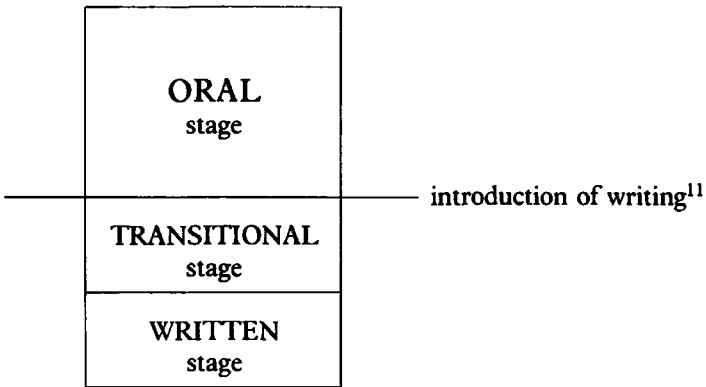 ORAL
stage
introduction of writing¹¹
TRANSITIONAL
stage
WRITTEN
stage